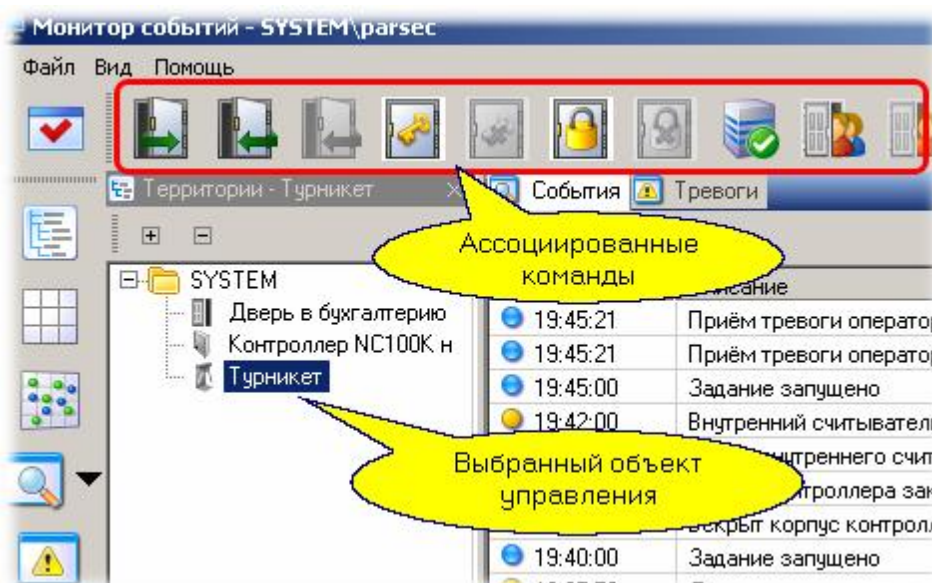 Монитор событий - SYSTEM\parsec
Файл Вид Помощь
Территории - Турникет
События
Тревоги
Ассоциированные
команды
SYSTEM
Дверь в бухгалтерию
Контроллер NC100K н
Турникет
19:45:21 Приём тревоги оператор
19:45:21 Приём тревоги оператор
19:45:00 Задание запущено
19:42:00 Внутренний считывател
Выбранный объект
управления
19:40:00 Задание запущено